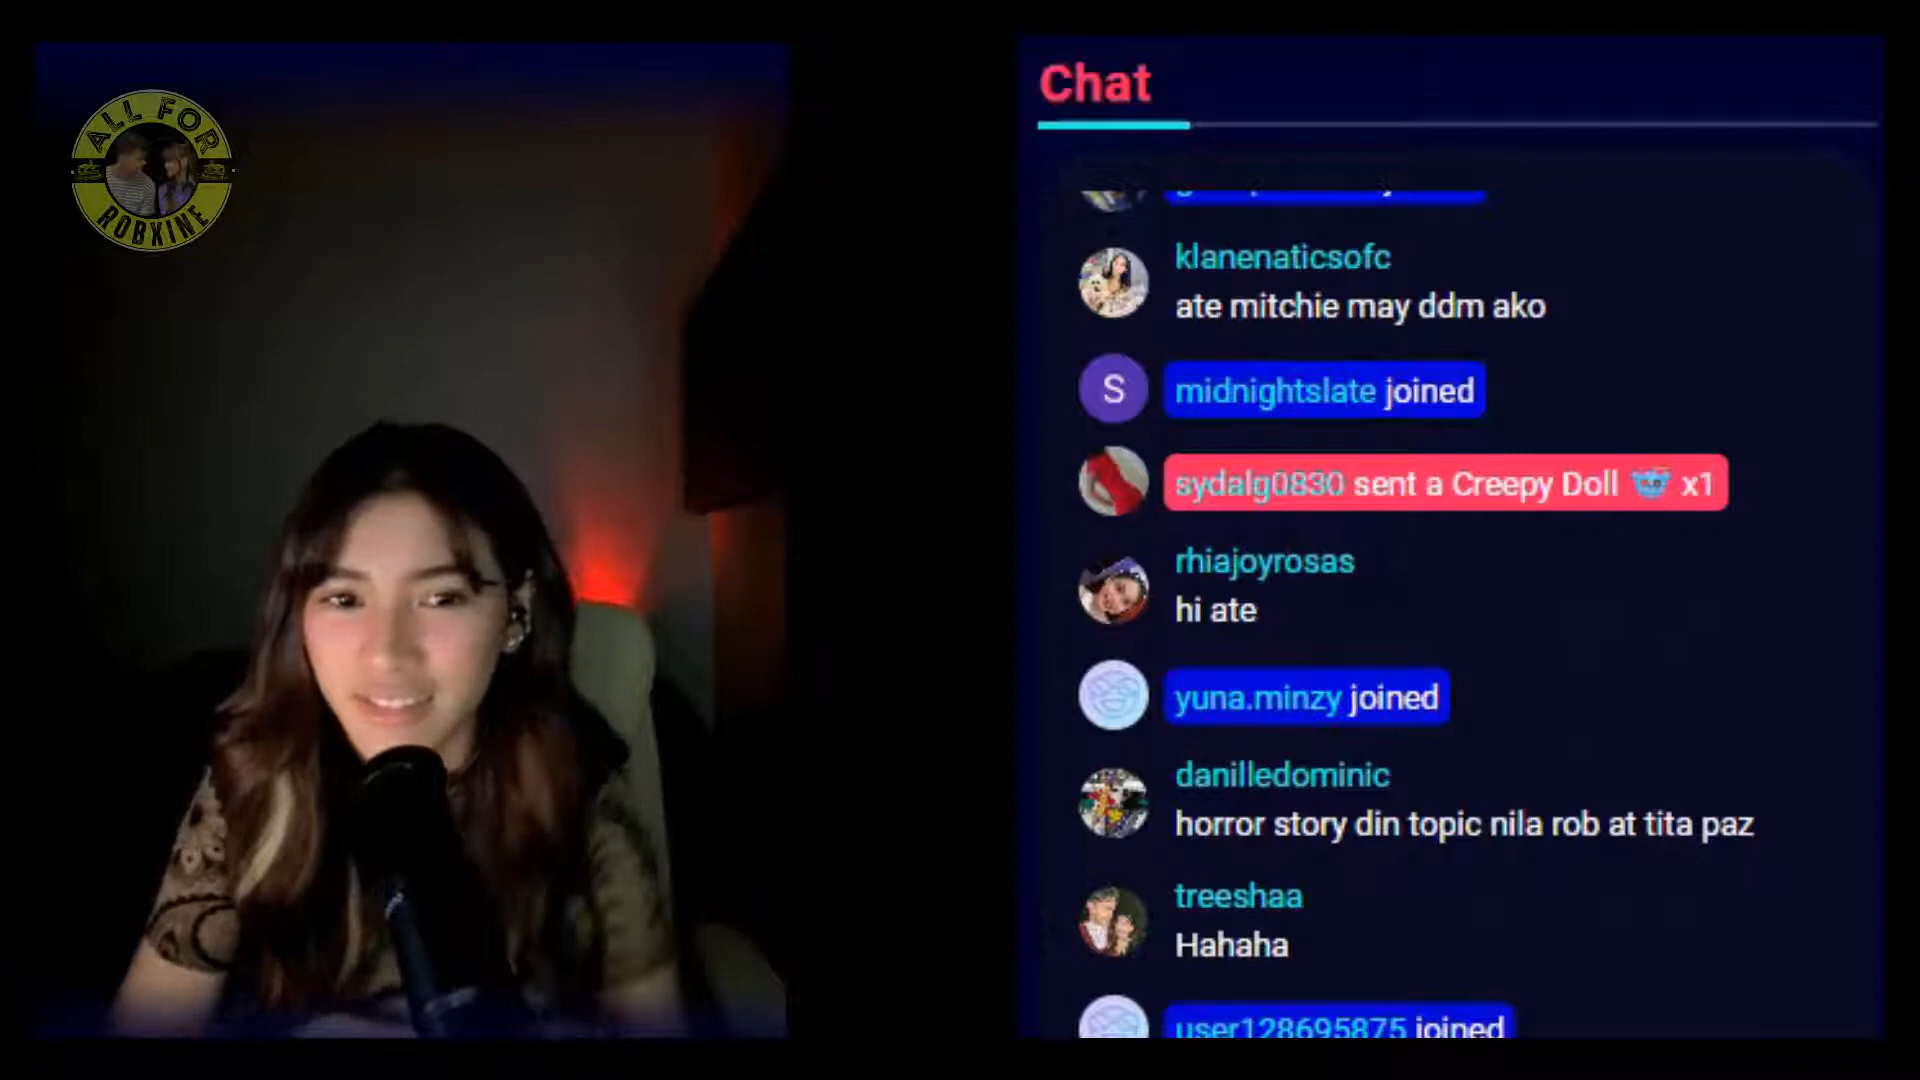 ALL FOR
ROBXINE
Chat
klanenaticsofc
ate mitchie may ddm ako
S
midnightslate joined
sydalg0830 sent a Creepy Doll x1
rhiajoyrosas
hi ate
yuna.minzy joined
danilledominic
horror story din topic nila rob at tita paz
treeshaa
Hahaha
user128695875 joined